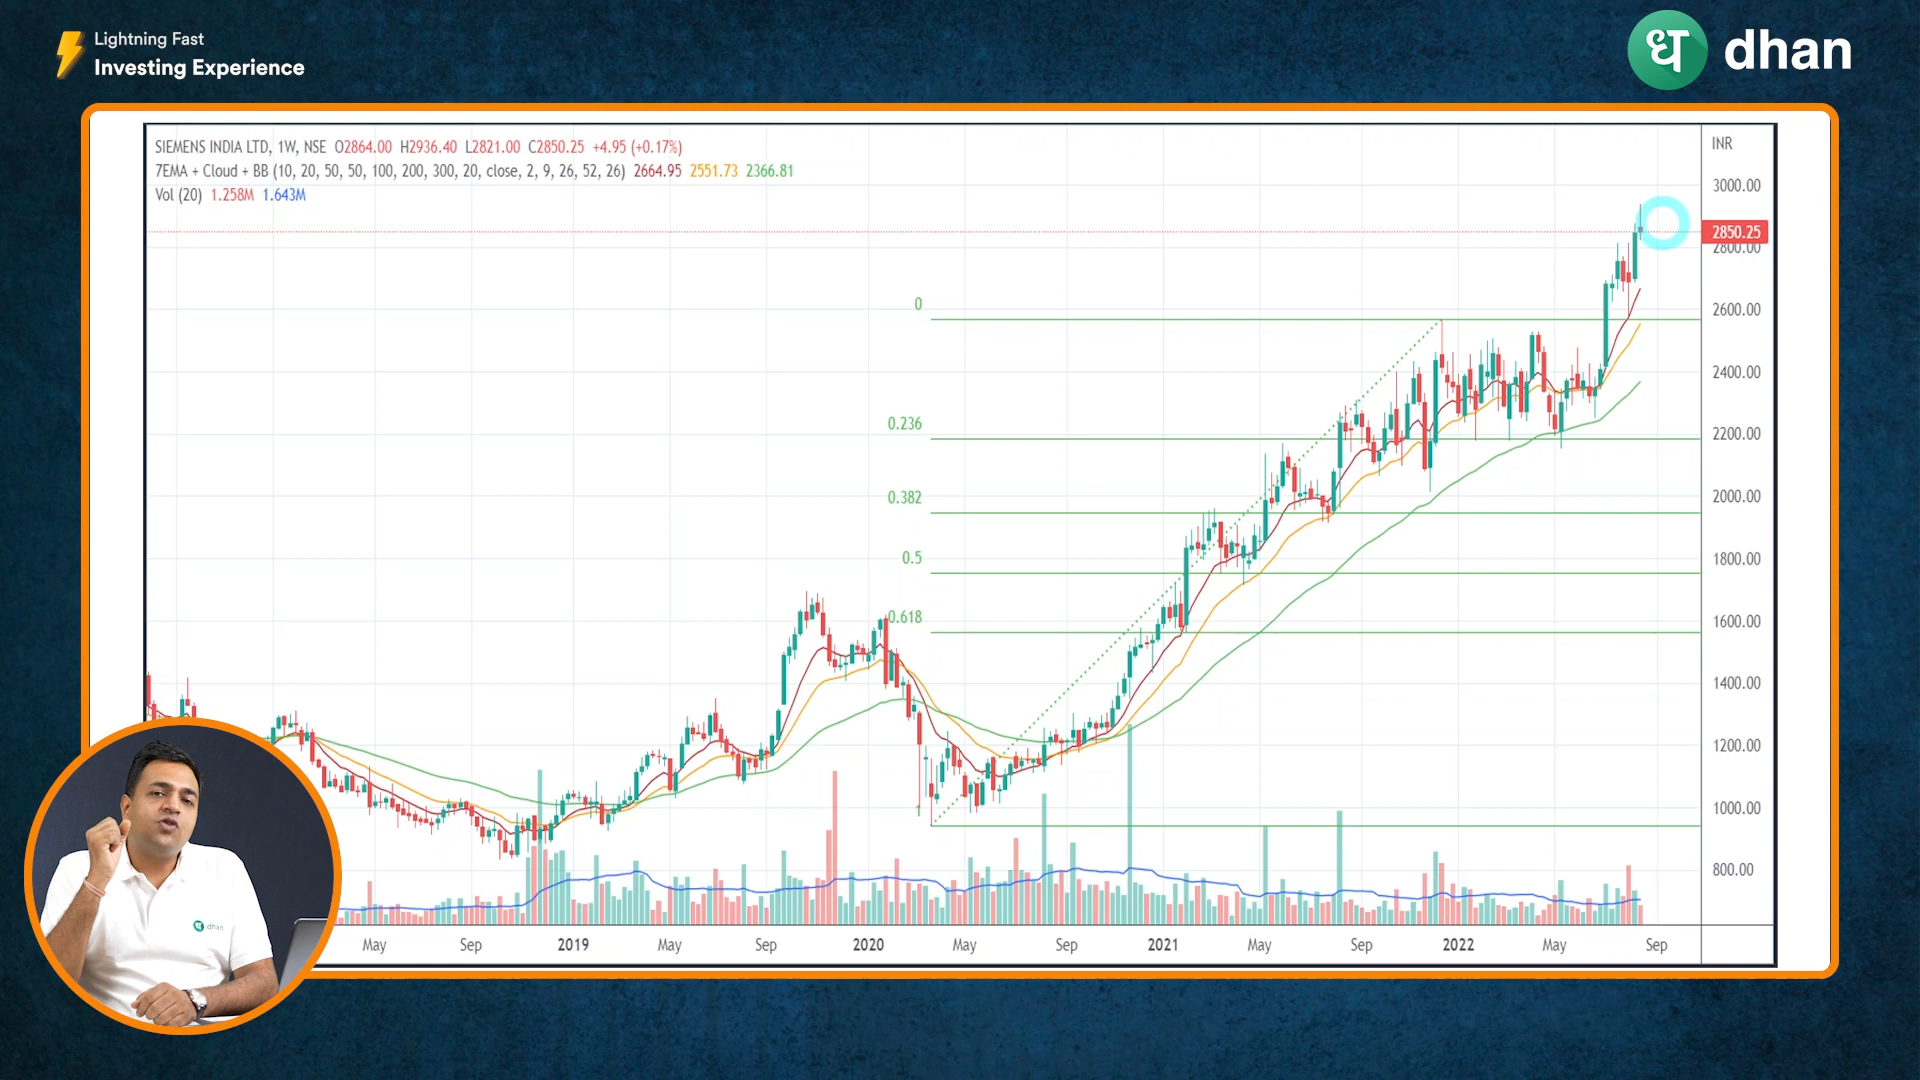 Lightning Fast
Investing Experience
ध dhan
SIEMENS INDIA LTD, 1W, NSE O2864.00 H2936.40 L2821.00 C2850.25 +4.95 (+0.17%)
7EMA + Cloud + BB (10, 20, 50, 50, 100, 200, 300, 20, close, 2, 9, 26, 52, 26) 2664.95 2551.73 2366.81
Vol (20) 1.258M 1.643M
INR
3000.00
2850.25
2800.00
2600.00
2400.00
2200.00
2000.00
1800.00
1600.00
1400.00
1200.00
1000.00
800.00
0
0.236
0.382
0.5
0.618
1
ध dhan
May Sep 2019 May Sep 2020 May Sep 2021 May Sep 2022 May Sep